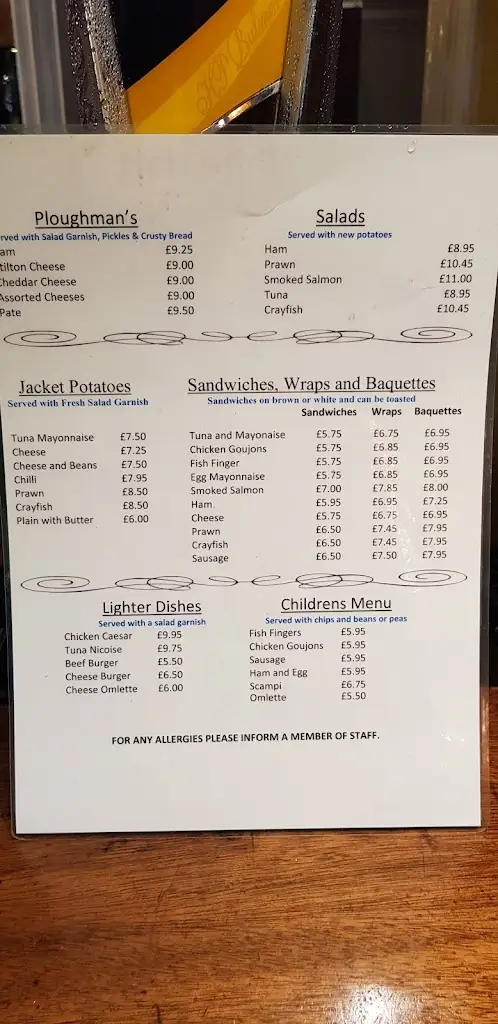 Ploughman's
rved with Salad Garnish, Pickles & Crusty Bread
am £9.25
tilton Cheese £9.00
heddar Cheese £9.00
Assorted Cheeses £9.00
Pate £9.50
Salads
Served with new potatoes
Ham £8.95
Prawn £10.45
Smoked Salmon £11.00
Tuna £8.95
Crayfish £10.45
Jacket Potatoes
Served with Fresh Salad Garnish
Tuna Mayonnaise £7.50
Cheese £7.25
Cheese and Beans £7.50
Chilli £7.95
Prawn £8.50
Crayfish £8.50
Plain with Butter £6.00
Sandwiches, Wraps and Baquettes
Sandwiches on brown or white and can be toasted
Sandwiches Wraps Baquettes
Tuna and Mayonaise £5.75 £6.75 £6.95
Chicken Goujons £5.75 £6.85 £6.95
Fish Finger £5.75 £6.85 £6.95
Egg Mayonnaise £5.75 £6.85 £6.95
Smoked Salmon £7.00 £7.85 £8.00
Ham £5.95 £6.95 £7.25
Cheese £5.75 £6.75 £6.95
Prawn £6.50 £7.45 £7.95
Crayfish £6.50 £7.45 £7.95
Sausage £6.50 £7.50 £7.95
Lighter Dishes
Served with a salad garnish
Chicken Caesar £9.95
Tuna Nicoise £9.75
Beef Burger £5.50
Cheese Burger £6.50
Cheese Omlette £6.00
Childrens Menu
Served with chips and beans or peas
Fish Fingers £5.95
Chicken Goujons £5.95
Sausage £5.95
Ham and Egg £5.95
Scampi £6.75
Omlette £5.50
FOR ANY ALLERGIES PLEASE INFORM A MEMBER OF STAFF.